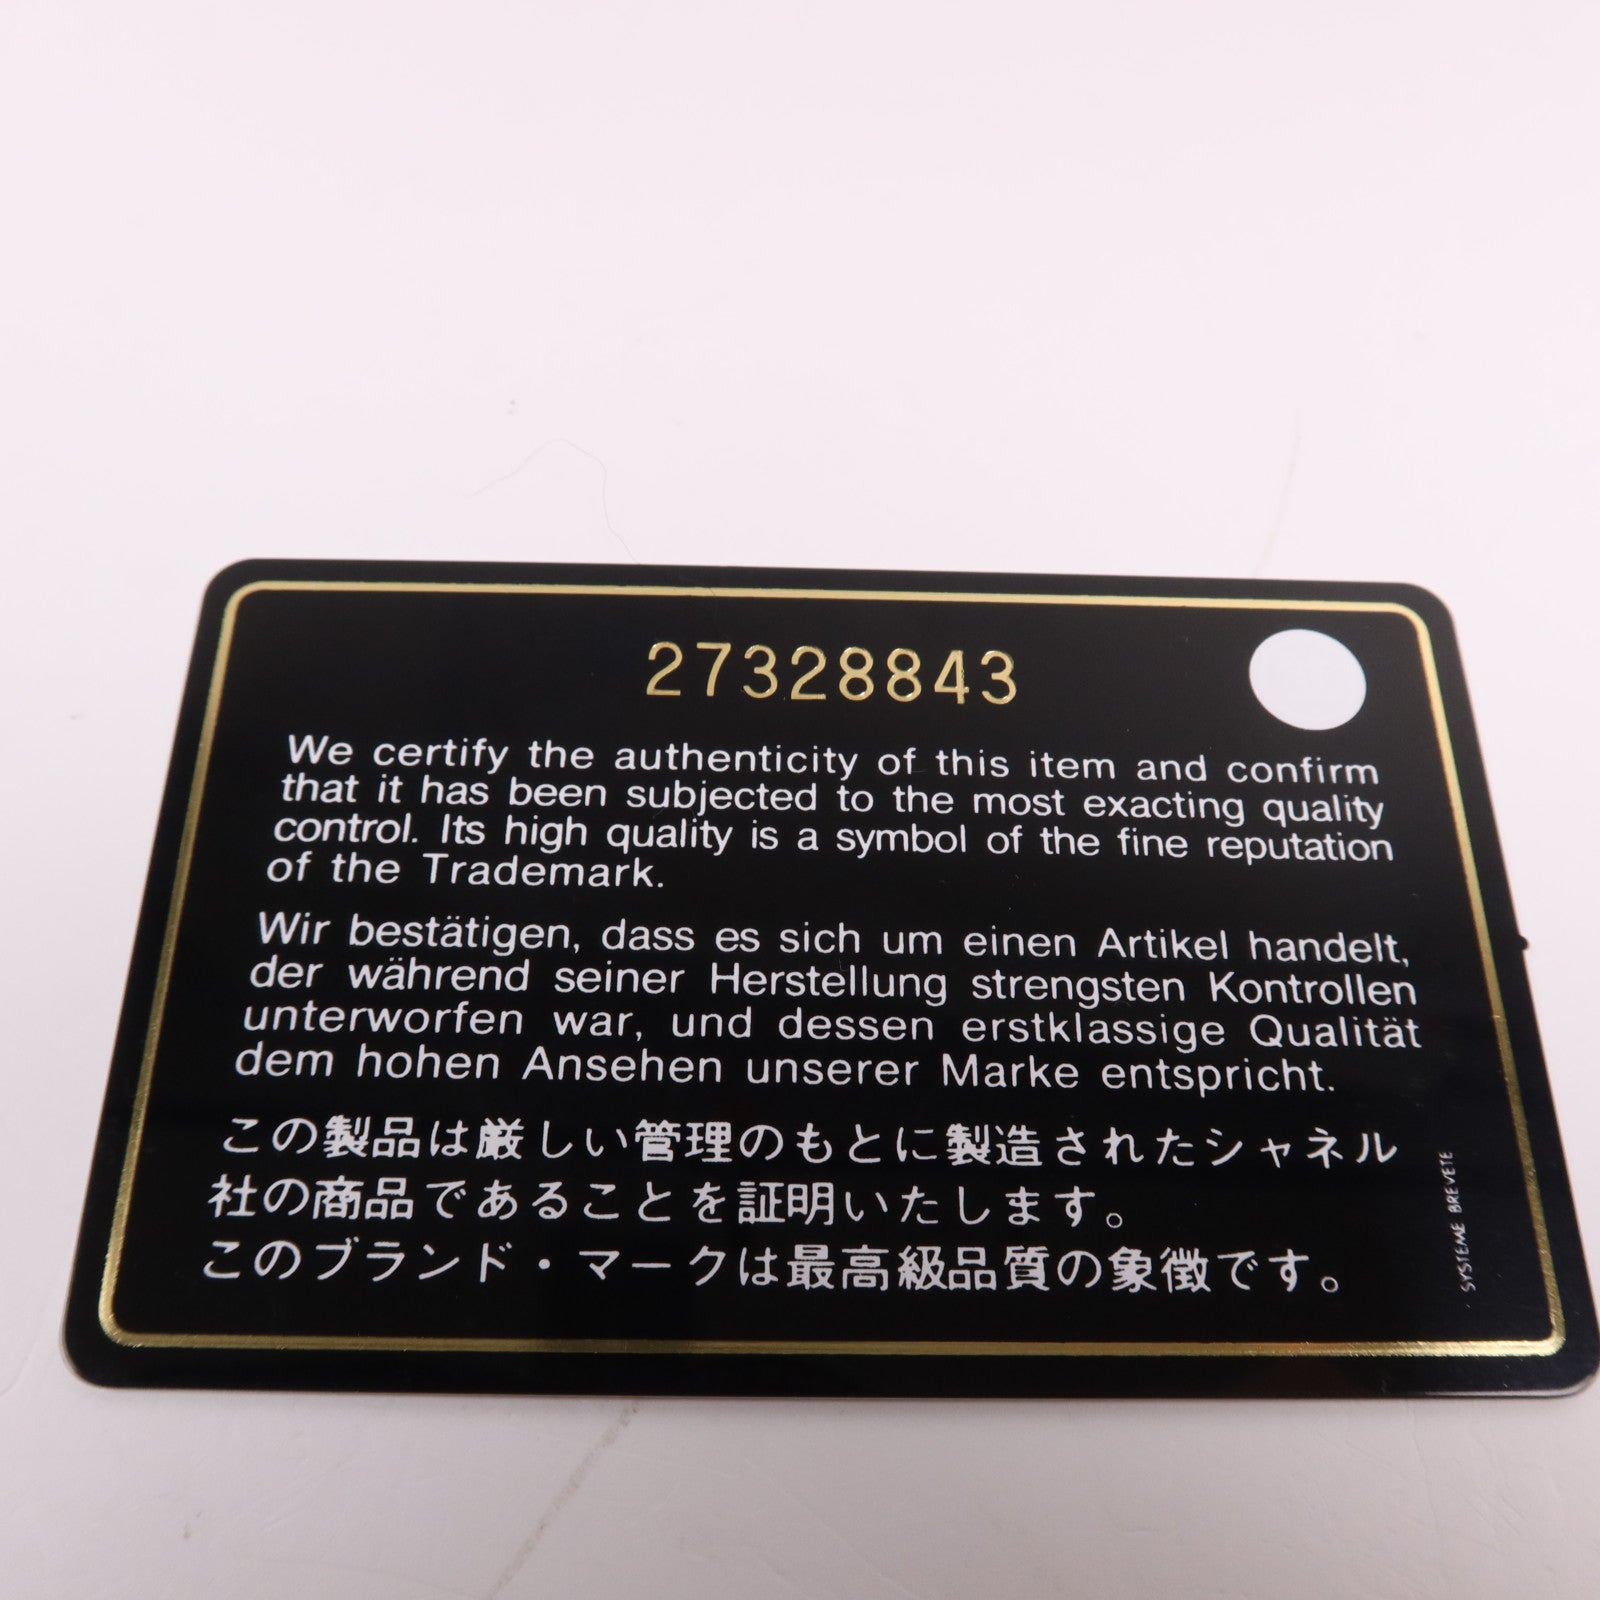 27328843
We certify the authenticity of this item and confirm
that it has been subjected to the most exacting quality
control. Its high quality is a symbol of the fine reputation
of the Trademark.
Wir bestätigen, dass es sich um einen Artikel handelt,
der während seiner Herstellung strengsten Kontrollen
unterworfen war, und dessen erstklassige Qualität
dem hohen Ansehen unserer Marke entspricht.
この製品は厳しい管理のもとに製造されたシャネル
社の商品であることを証明いたします。
このブランド・マークは最高級品質の象徴です。
SYSTEME BREVETE